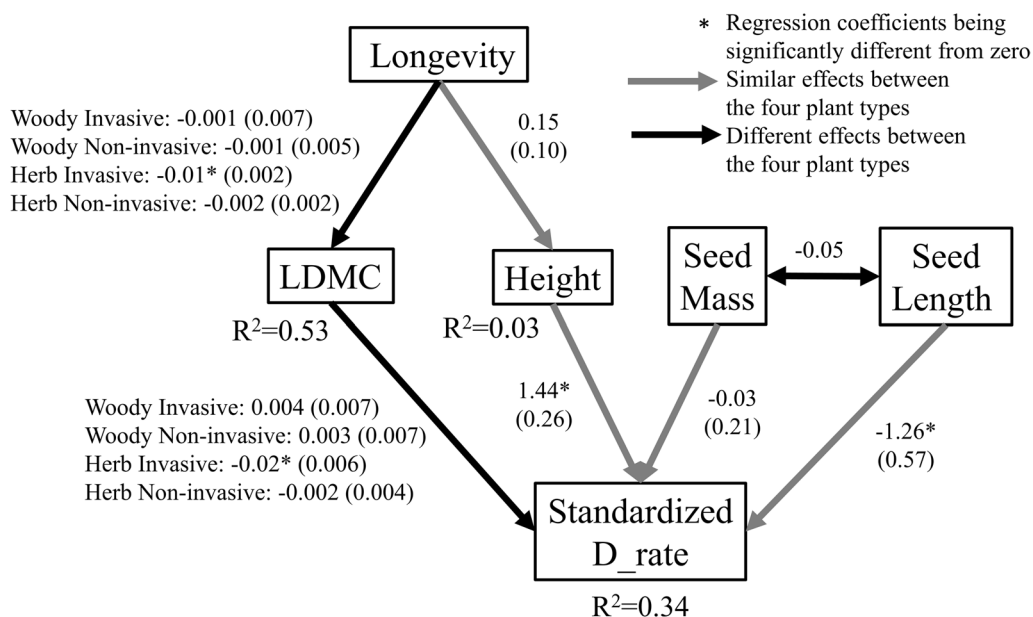 * Regression coefficients being
significantly different from zero
Similar effects between
the four plant types
Different effects between
the four plant types
Longevity
Woody Invasive: -0.001 (0.007)
Woody Non-invasive: -0.001 (0.005)
Herb Invasive: -0.01* (0.002)
Herb Non-invasive: -0.002 (0.002)
0.15
(0.10)
LDMC
R²=0.53
Height
R²=0.03
Seed
Mass
-0.05
Seed
Length
Woody Invasive: 0.004 (0.007)
Woody Non-invasive: 0.003 (0.007)
Herb Invasive: -0.02* (0.006)
Herb Non-invasive: -0.002 (0.004)
1.44*
(0.26)
-0.03
(0.21)
-1.26*
(0.57)
Standardized
D_rate
R²=0.34